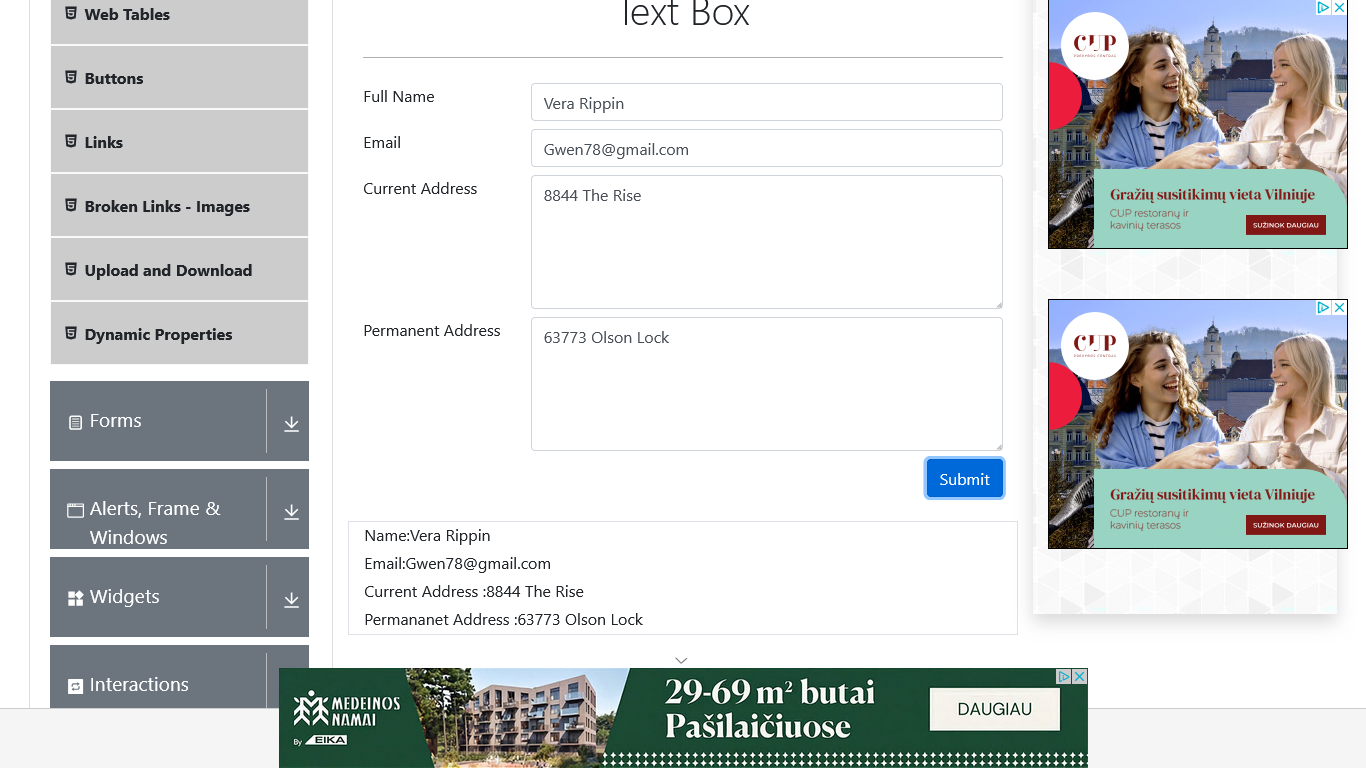 Text Box
Web Tables
Buttons
Links
Broken Links - Images
Upload and Download
Dynamic Properties
Forms
Alerts, Frame &
Windows
Widgets
Interactions
Full Name
Vera Rippin
Email
Gwen78@gmail.com
Current Address
8844 The Rise
Permanent Address
63773 Olson Lock
Submit
Name:Vera Rippin
Email:Gwen78@gmail.com
Current Address :8844 The Rise
Permananet Address :63773 Olson Lock
CUP
Gražių susitikimų vieta Vilniuje
CUP restoranų ir
kavinių terasos
SUŽINOK DAUGIAU
CUP
Gražių susitikimų vieta Vilniuje
CUP restoranų ir
kavinių terasos
SUŽINOK DAUGIAU
MEDEINOS
NAMAI
By EIKA
29-69 m² butai
Pašilaičiuose
DAUGIAU